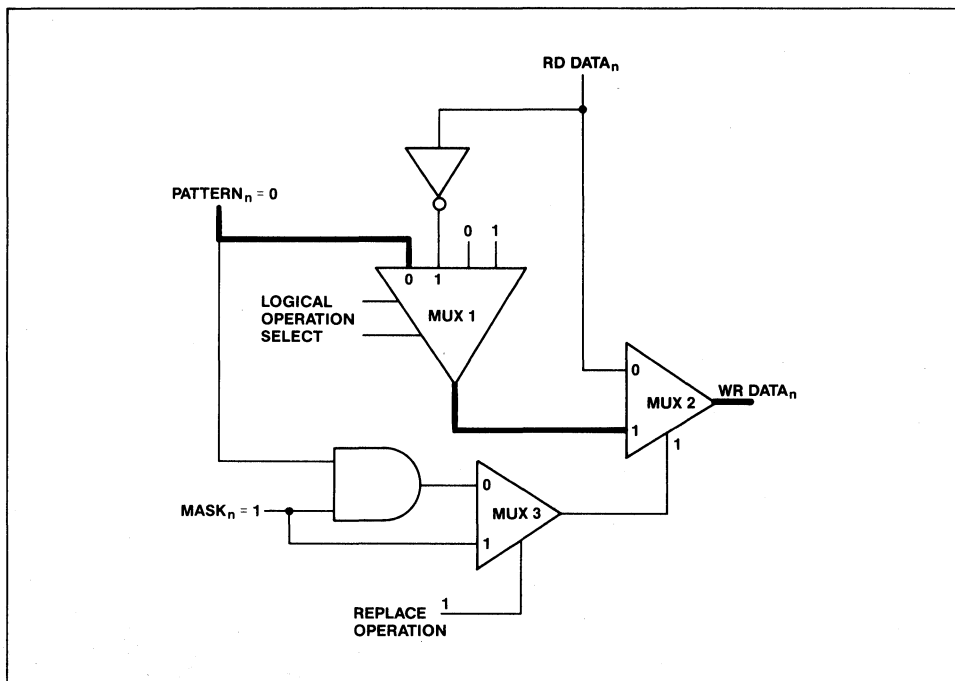 RD DATAn
PATTERNn = 0
0 1
0 1
LOGICAL
OPERATION
SELECT
MUX 1
0
MUX 2
WR DATAn
1
1
0
MASKn = 1
MUX 3
1
1
REPLACE
OPERATION